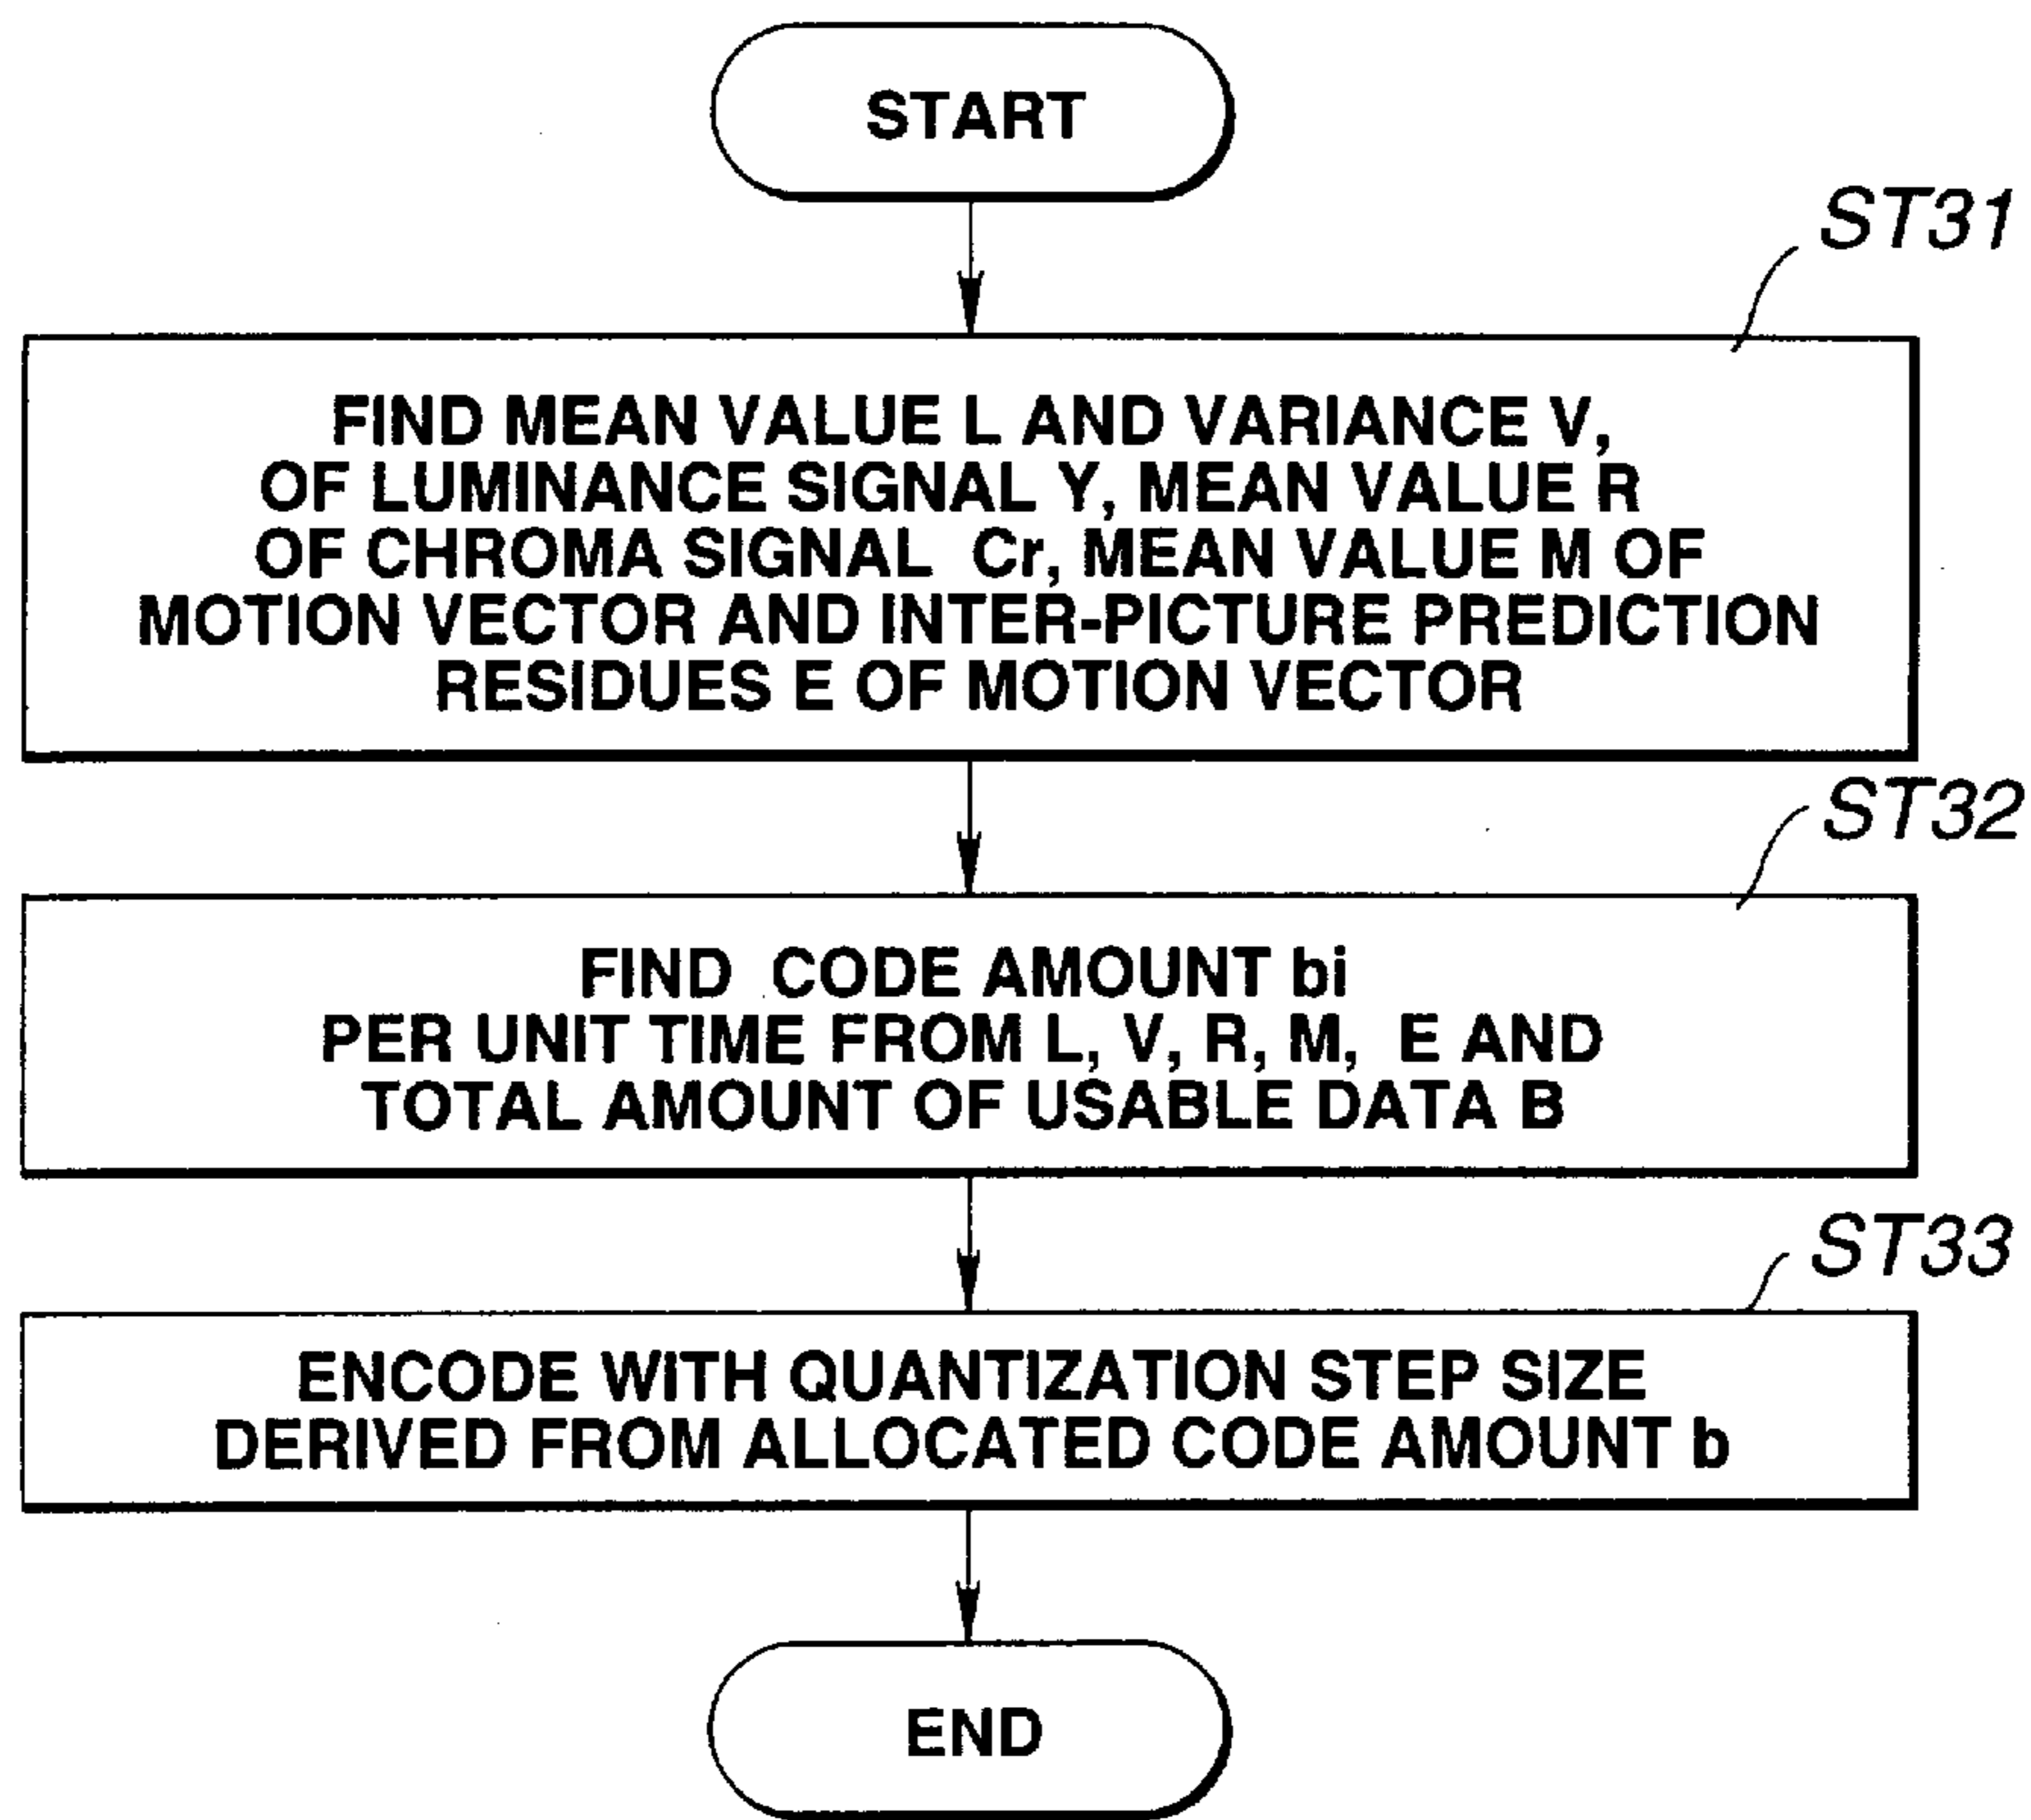 START
ST31
FIND MEAN VALUE L AND VARIANCE V,
OF LUMINANCE SIGNAL Y, MEAN VALUE R
OF CHROMA SIGNAL Cr, MEAN VALUE M OF
MOTION VECTOR AND INTER-PICTURE PREDICTION
RESIDUES E OF MOTION VECTOR
ST32
FIND CODE AMOUNT bi
PER UNIT TIME FROM L, V, R, M, E AND
TOTAL AMOUNT OF USABLE DATA B
ST33
ENCODE WITH QUANTIZATION STEP SIZE
DERIVED FROM ALLOCATED CODE AMOUNT b
END